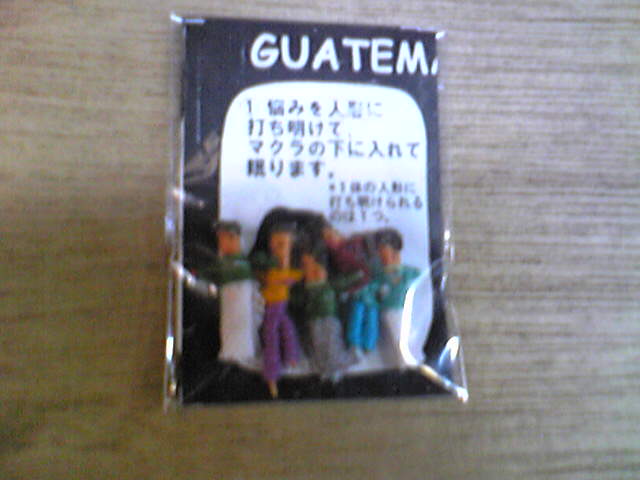 GUATEMA
1 悩みを人形に
打ち明けて、
マクラの下に入れて
眠ります。
*1体の人形に
打ち明けられる
のは1つ。